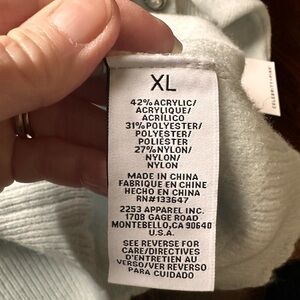 XL
42% ACRYLIC/
ACRYLIQUE/
ACRÍLICO
31% POLYESTER/
POLYESTER/
POLIÉSTER
27% NYLON/
NYLON/
NYLON
MADE IN CHINA
FABRIQUE EN CHINE
HECHO EN CHINA
RN#133647
2253 APPAREL INC.
1708 GAGE ROAD
MONTEBELLO,CA 90640
U.S.A.
SEE REVERSE FOR
CARE/DIRECTIVES
D'ENTRETIEN AU
VERSO/VER REVERSO
PARA CUIDADO